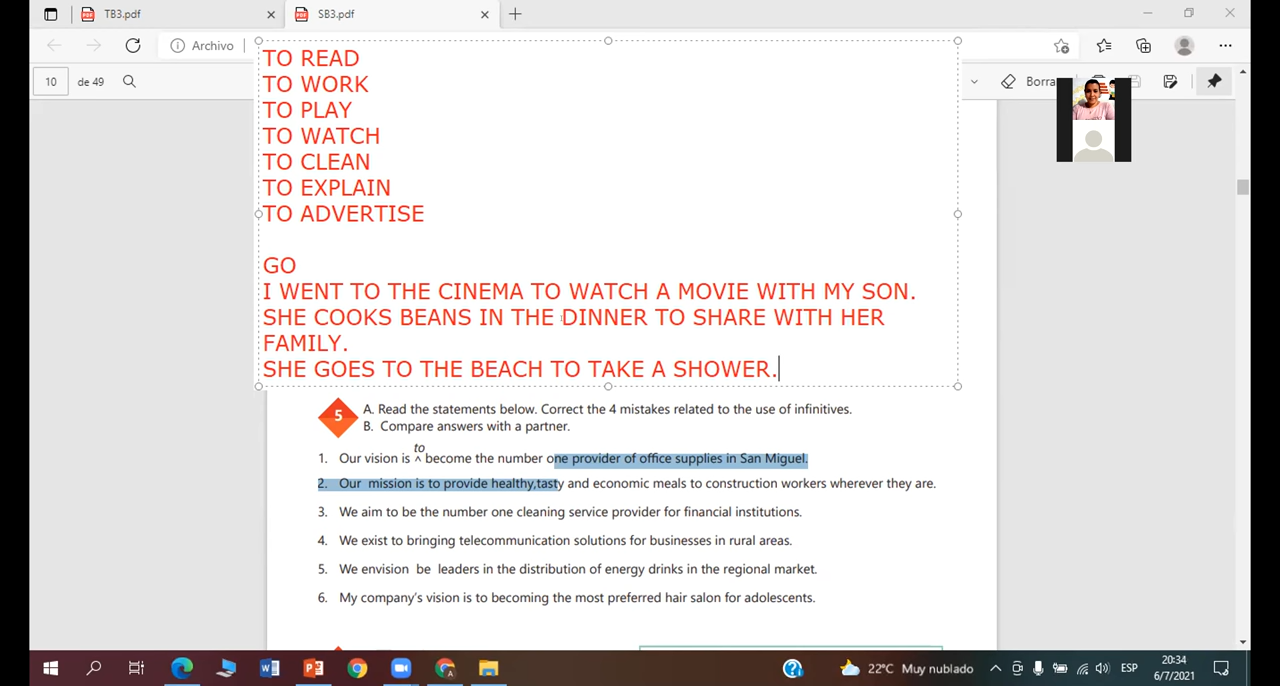 TB3.pdf
SB3.pdf
Archivo
10 de 49
Borra
TO READ
TO WORK
TO PLAY
TO WATCH
TO CLEAN
TO EXPLAIN
TO ADVERTISE
GO
I WENT TO THE CINEMA TO WATCH A MOVIE WITH MY SON.
SHE COOKS BEANS IN THE DINNER TO SHARE WITH HER
FAMILY.
SHE GOES TO THE BEACH TO TAKE A SHOWER.
5
A. Read the statements below. Correct the 4 mistakes related to the use of infinitives.
B. Compare answers with a partner.
to
1. Our vision is ^ become the number one provider of office supplies in San Miguel.
2. Our mission is to provide healthy,tasty and economic meals to construction workers wherever they are.
3. We aim to be the number one cleaning service provider for financial institutions.
4. We exist to bringing telecommunication solutions for businesses in rural areas.
5. We envision be leaders in the distribution of energy drinks in the regional market.
6. My company's vision is to becoming the most preferred hair salon for adolescents.
22°C Muy nublado
ESP
20:34
6/7/2021